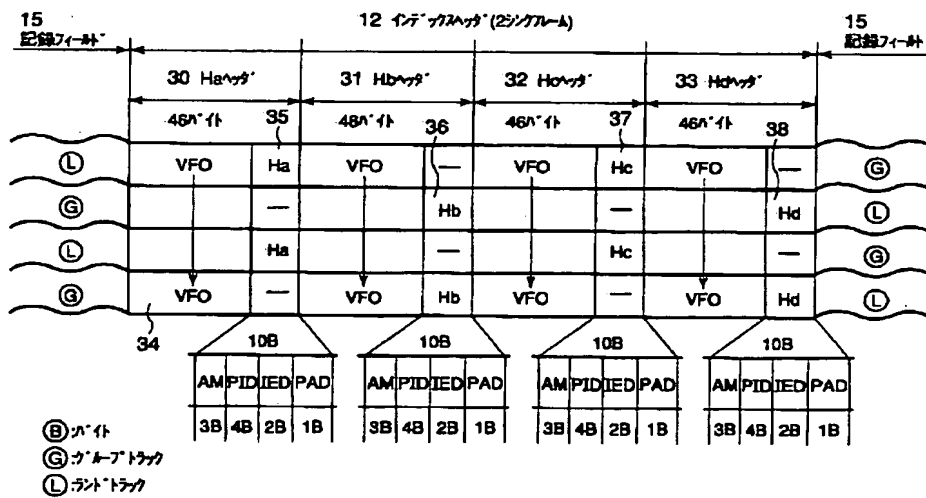 15
記録フィールド
12 インデックスヘッダ(2シンクフレーム)
15
記録フィールド
30 Haヘッダ
31 Hbヘッダ
32 Hcヘッダ
33 Hdヘッダ
46バイト
35
46バイト
36
46バイト
37
46バイト
38
Ⓛ VFO Ha VFO — VFO Hc VFO — Ⓖ
Ⓖ — Hb — Hd Ⓛ
Ⓛ Ha — Hc — Ⓖ
Ⓖ VFO — VFO Hb VFO — VFO Hd Ⓛ
34
10B
10B
10B
10B
AM PID IED PAD
AM PID IED PAD
AM PID IED PAD
AM PID IED PAD
3B 4B 2B 1B
3B 4B 2B 1B
3B 4B 2B 1B
3B 4B 2B 1B
Ⓑ:バイト
Ⓖ:グルーブトラック
Ⓛ:ランドトラック